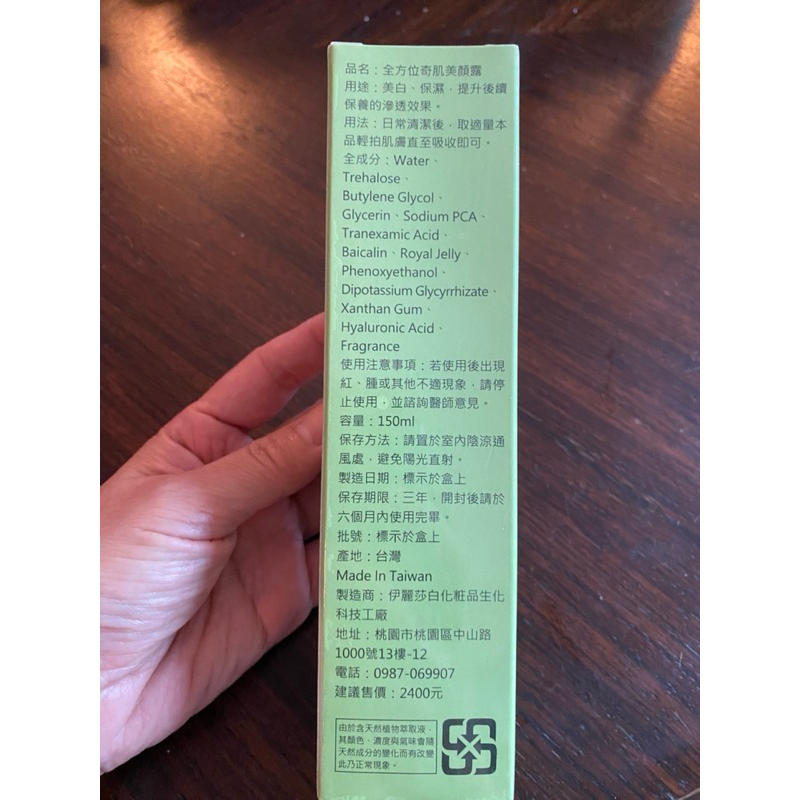 品名：全方位奇肌美顏露
用途：美白、保濕，提升後續
保養的滲透效果。
用法：日常清潔後，取適量本
品輕拍肌膚直至吸收即可。
全成分：Water、
Trehalose、
Butylene Glycol、
Glycerin、Sodium PCA、
Tranexamic Acid、
Baicalin、Royal Jelly、
Phenoxyethanol、
Dipotassium Glycyrrhizate、
Xanthan Gum、
Hyaluronic Acid、
Fragrance
使用注意事項：若使用後出現
紅、腫或其他不適現象，請停
止使用，並諮詢醫師意見。
容量：150ml
保存方法：請置於室內陰涼通
風處，避免陽光直射。
製造日期：標示於盒上
保存期限：三年，開封後請於
六個月內使用完畢。
批號：標示於盒上
產地：台灣
Made In Taiwan
製造商：伊麗莎白化粧品生化
科技工廠
地址：桃園市桃園區中山路
1000號13樓-12
電話：0987-069907
建議售價：2400元
由於含天然植物萃取液，
其顏色、濃度與氣味會隨
天然成分的變化而有改變
此乃正常現象。